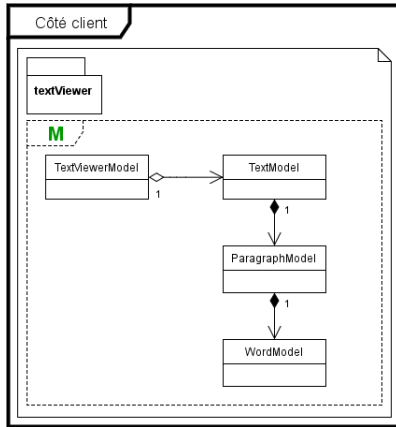 Côté client
textViewer
M
TextViewerModel
TextModel
1
1
ParagraphModel
1
WordModel